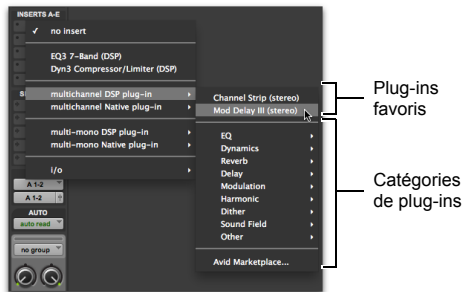 INSERTS A-E
✓ no insert
EQ3 7-Band (DSP)
Dyn3 Compressor/Limiter (DSP)
multichannel DSP plug-in
multichannel Native plug-in
multi-mono DSP plug-in
multi-mono Native plug-in
i/o
Channel Strip (stereo)
Mod Delay III (stereo)
EQ
Dynamics
Reverb
Delay
Modulation
Harmonic
Dither
Sound Field
Other
Avid Marketplace...
Plug-ins
favoris
Catégories
de plug-ins
A 1-2
A 1-2
AUTO
auto read
no group